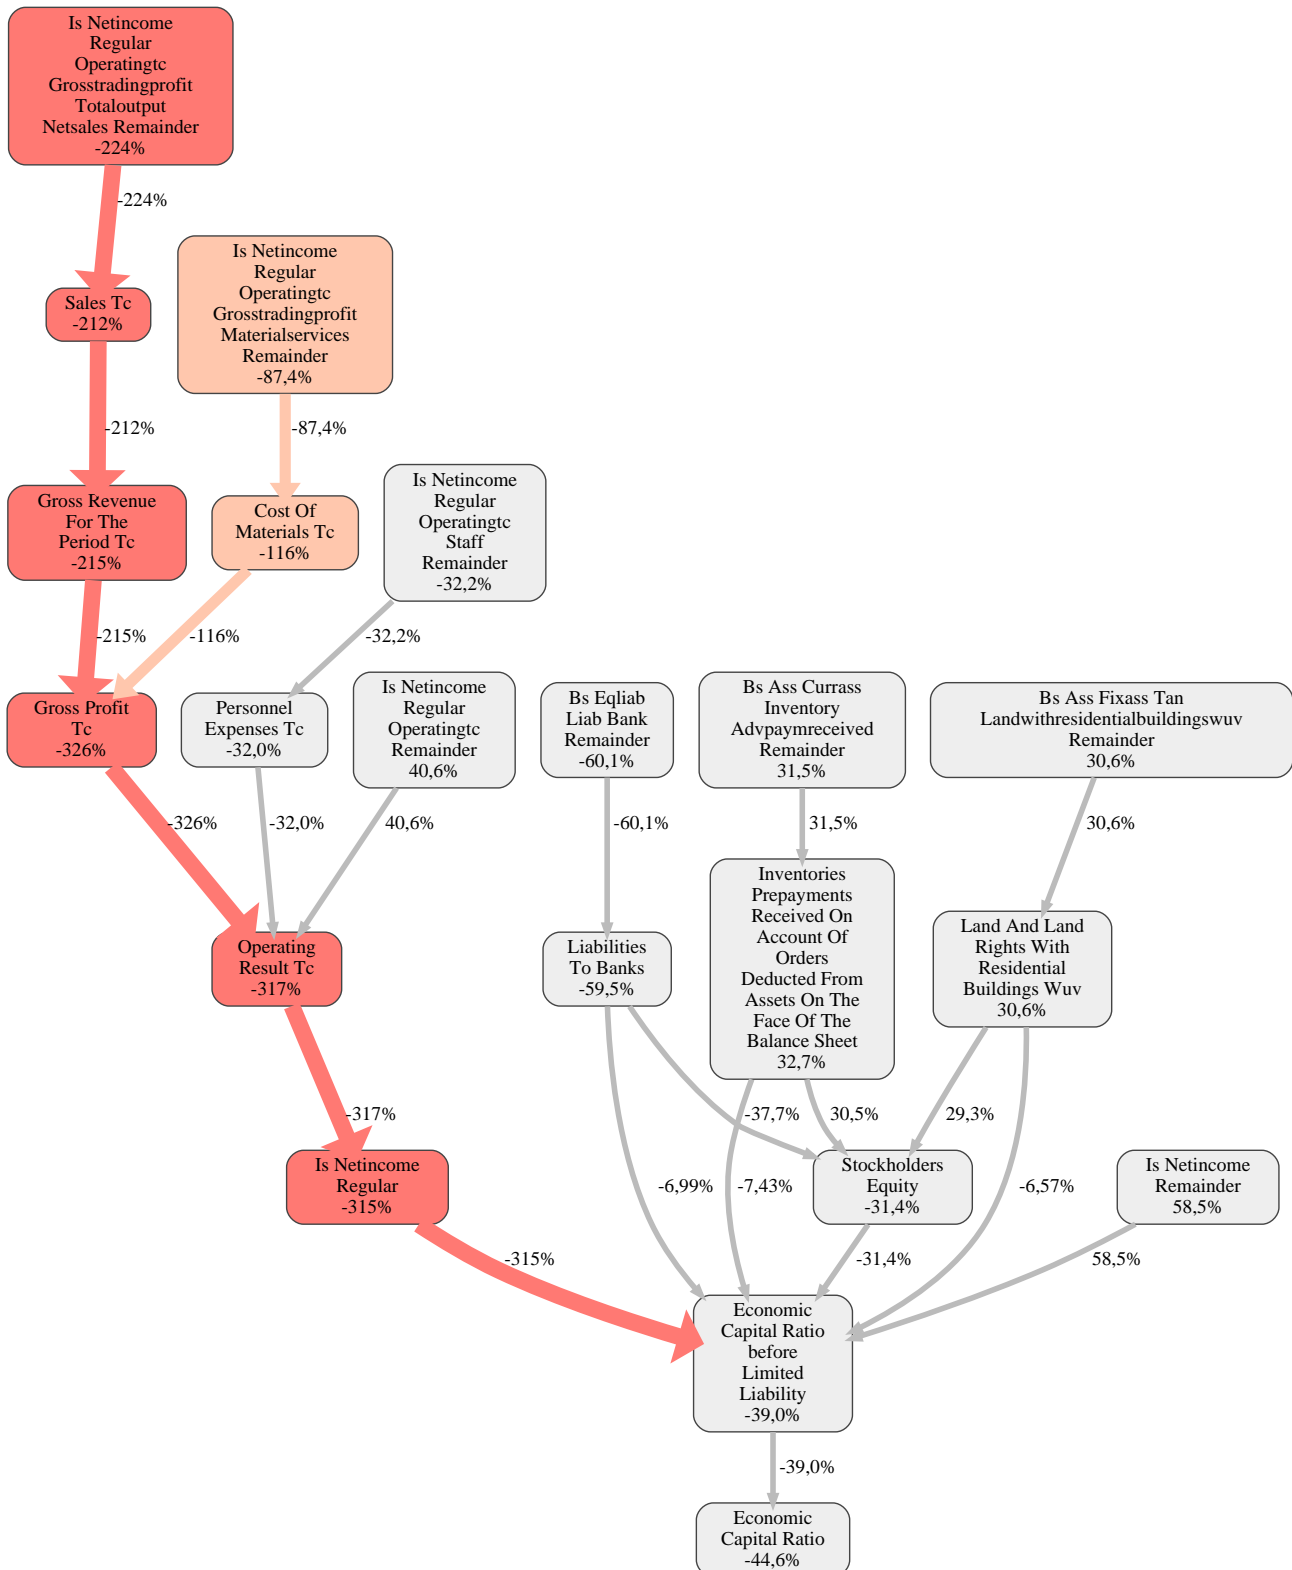 Is Netincome
Regular
Operatingtc
Grosstradingprofit
Totaloutput
Netsales Remainder
-224%
-224%
Is Netincome
Regular
Operatingtc
Grosstradingprofit
Materialservices
Remainder
-87,4%
Sales Tc
-212%
-212%
-87,4%
Is Netincome
Regular
Operatingtc
Staff
Remainder
-32,2%
Gross Revenue
For The
Period Tc
-215%
Cost Of
Materials Tc
-116%
-215%
-116%
-32,2%
Gross Profit
Tc
-326%
Personnel
Expenses Tc
-32,0%
Is Netincome
Regular
Operatingtc
Remainder
40,6%
Bs Eqliab
Liab Bank
Remainder
-60,1%
Bs Ass Currass
Inventory
Advpaymreceived
Remainder
31,5%
Bs Ass Fixass Tan
Landwithresidentialbuildingswuv
Remainder
30,6%
-326%
-32,0%
40,6%
-60,1%
31,5%
30,6%
Operating
Result Tc
-317%
Liabilities
To Banks
-59,5%
Inventories
Prepayments
Received On
Account Of
Orders
Deducted From
Assets On The
Face Of The
Balance Sheet
32,7%
Land And Land
Rights With
Residential
Buildings Wuv
30,6%
-317%
-37,7%
30,5%
29,3%
Is Netincome
Regular
-315%
-6,99%
-7,43%
Stockholders
Equity
-31,4%
-6,57%
Is Netincome
Remainder
58,5%
-315%
-31,4%
58,5%
Economic
Capital Ratio
before
Limited
Liability
-39,0%
-39,0%
Economic
Capital Ratio
-44,6%